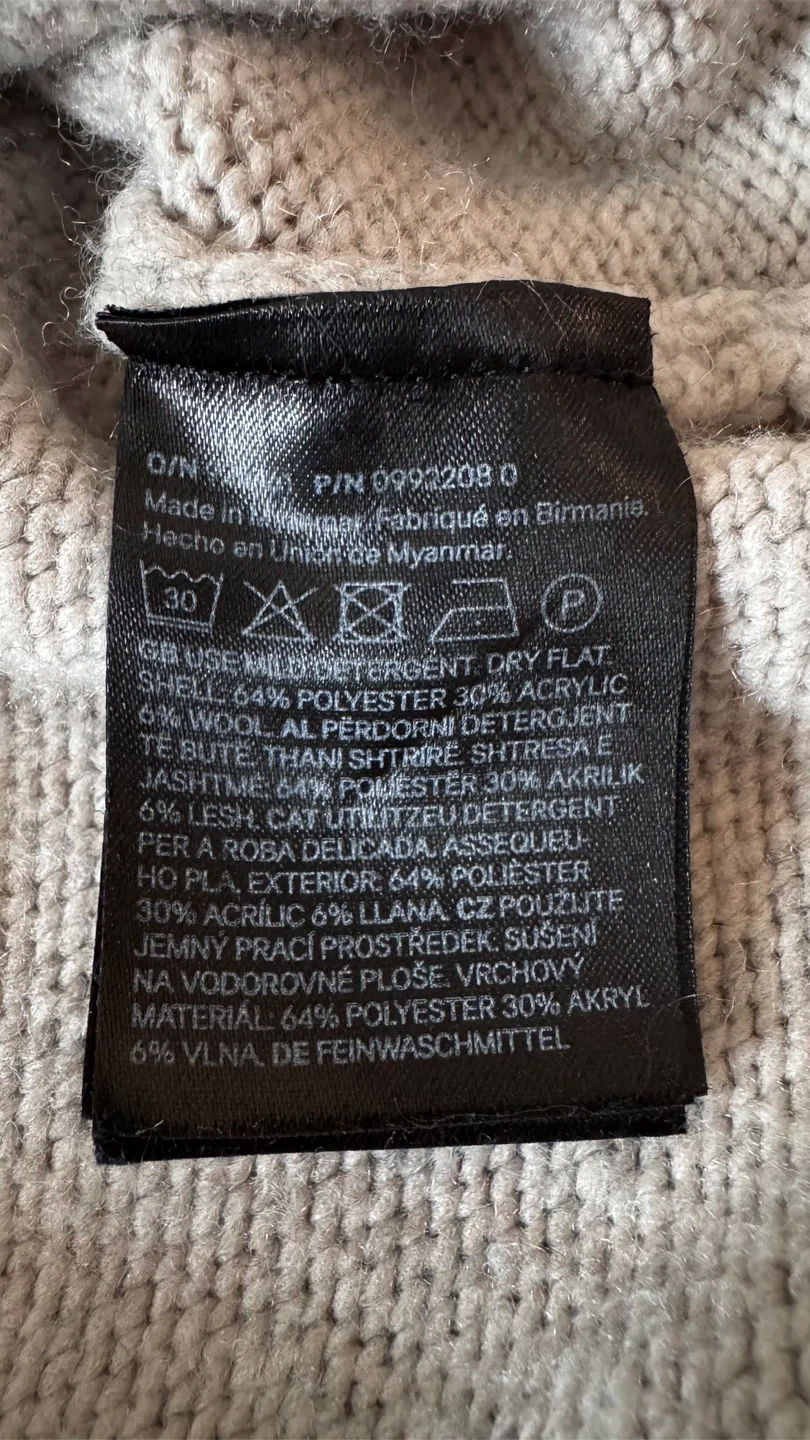 O/N P/N 0992208 0
Made in Myanmar. Fabriqué en Birmanie.
Hecho en Unión de Myanmar.
30 P
GB USE MILD DETERGENT. DRY FLAT.
SHELL: 64% POLYESTER 30% ACRYLIC
6% WOOL. AL PËRDORNI DETERGJENT
TË BUTË. THANI SHTRIRË. SHTRESA E
JASHTME: 64% POLIESTËR 30% AKRILIK
6% LESH. CAT UTILITZEU DETERGENT
PER A ROBA DELICADA. ASSEQUEU-
HO PLA. EXTERIOR: 64% POLIÈSTER
30% ACRÍLIC 6% LLANA. CZ POUŽIJTE
JEMNÝ PRACÍ PROSTŘEDEK. SUŠENÍ
NA VODOROVNÉ PLOŠE. VRCHOVÝ
MATERIÁL: 64% POLYESTER 30% AKRYL
6% VLNA. DE FEINWASCHMITTEL